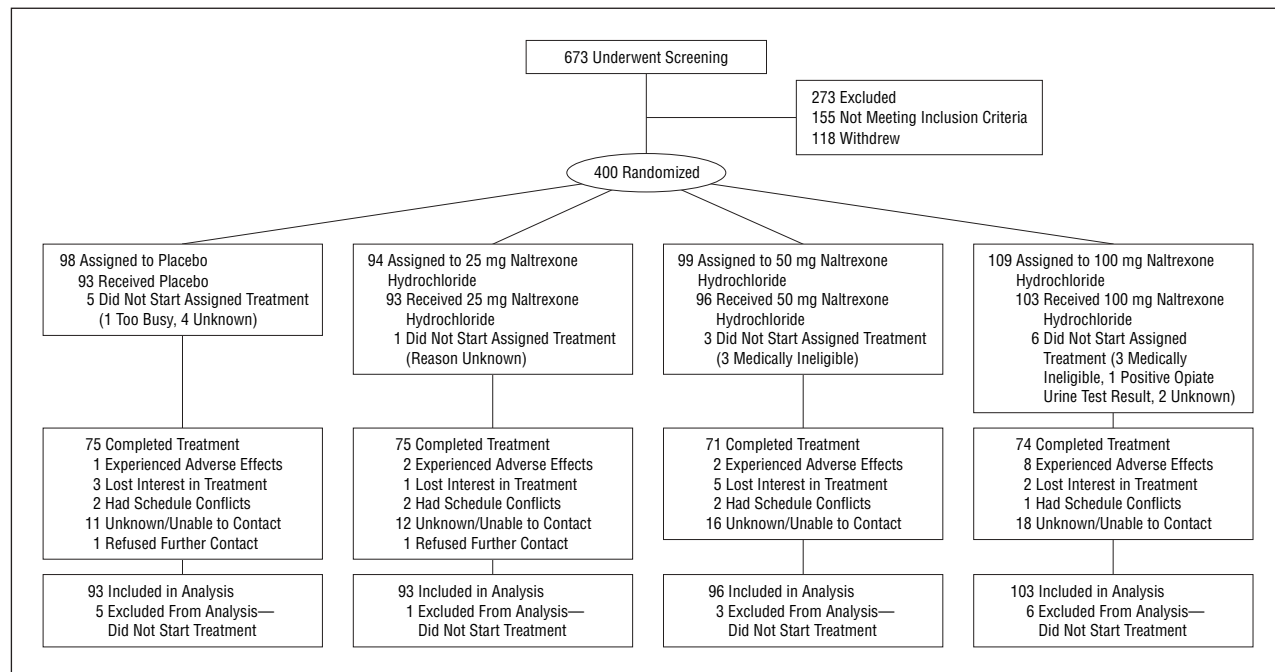 673 Underwent Screening
273 Excluded
155 Not Meeting Inclusion Criteria
118 Withdrew
400 Randomized
98 Assigned to Placebo
93 Received Placebo
5 Did Not Start Assigned Treatment
(1 Too Busy, 4 Unknown)
94 Assigned to 25 mg Naltrexone
Hydrochloride
93 Received 25 mg Naltrexone
Hydrochloride
1 Did Not Start Assigned Treatment
(Reason Unknown)
99 Assigned to 50 mg Naltrexone
Hydrochloride
96 Received 50 mg Naltrexone
Hydrochloride
3 Did Not Start Assigned Treatment
(3 Medically Ineligible)
109 Assigned to 100 mg Naltrexone
Hydrochloride
103 Received 100 mg Naltrexone
Hydrochloride
6 Did Not Start Assigned
Treatment (3 Medically
Ineligible, 1 Positive Opiate
Urine Test Result, 2 Unknown)
75 Completed Treatment
1 Experienced Adverse Effects
3 Lost Interest in Treatment
2 Had Schedule Conflicts
11 Unknown/Unable to Contact
1 Refused Further Contact
75 Completed Treatment
2 Experienced Adverse Effects
1 Lost Interest in Treatment
2 Had Schedule Conflicts
12 Unknown/Unable to Contact
1 Refused Further Contact
71 Completed Treatment
2 Experienced Adverse Effects
5 Lost Interest in Treatment
2 Had Schedule Conflicts
16 Unknown/Unable to Contact
74 Completed Treatment
8 Experienced Adverse Effects
2 Lost Interest in Treatment
1 Had Schedule Conflicts
18 Unknown/Unable to Contact
93 Included in Analysis
5 Excluded From Analysis—
Did Not Start Treatment
93 Included in Analysis
1 Excluded From Analysis—
Did Not Start Treatment
96 Included in Analysis
3 Excluded From Analysis—
Did Not Start Treatment
103 Included in Analysis
6 Excluded From Analysis—
Did Not Start Treatment